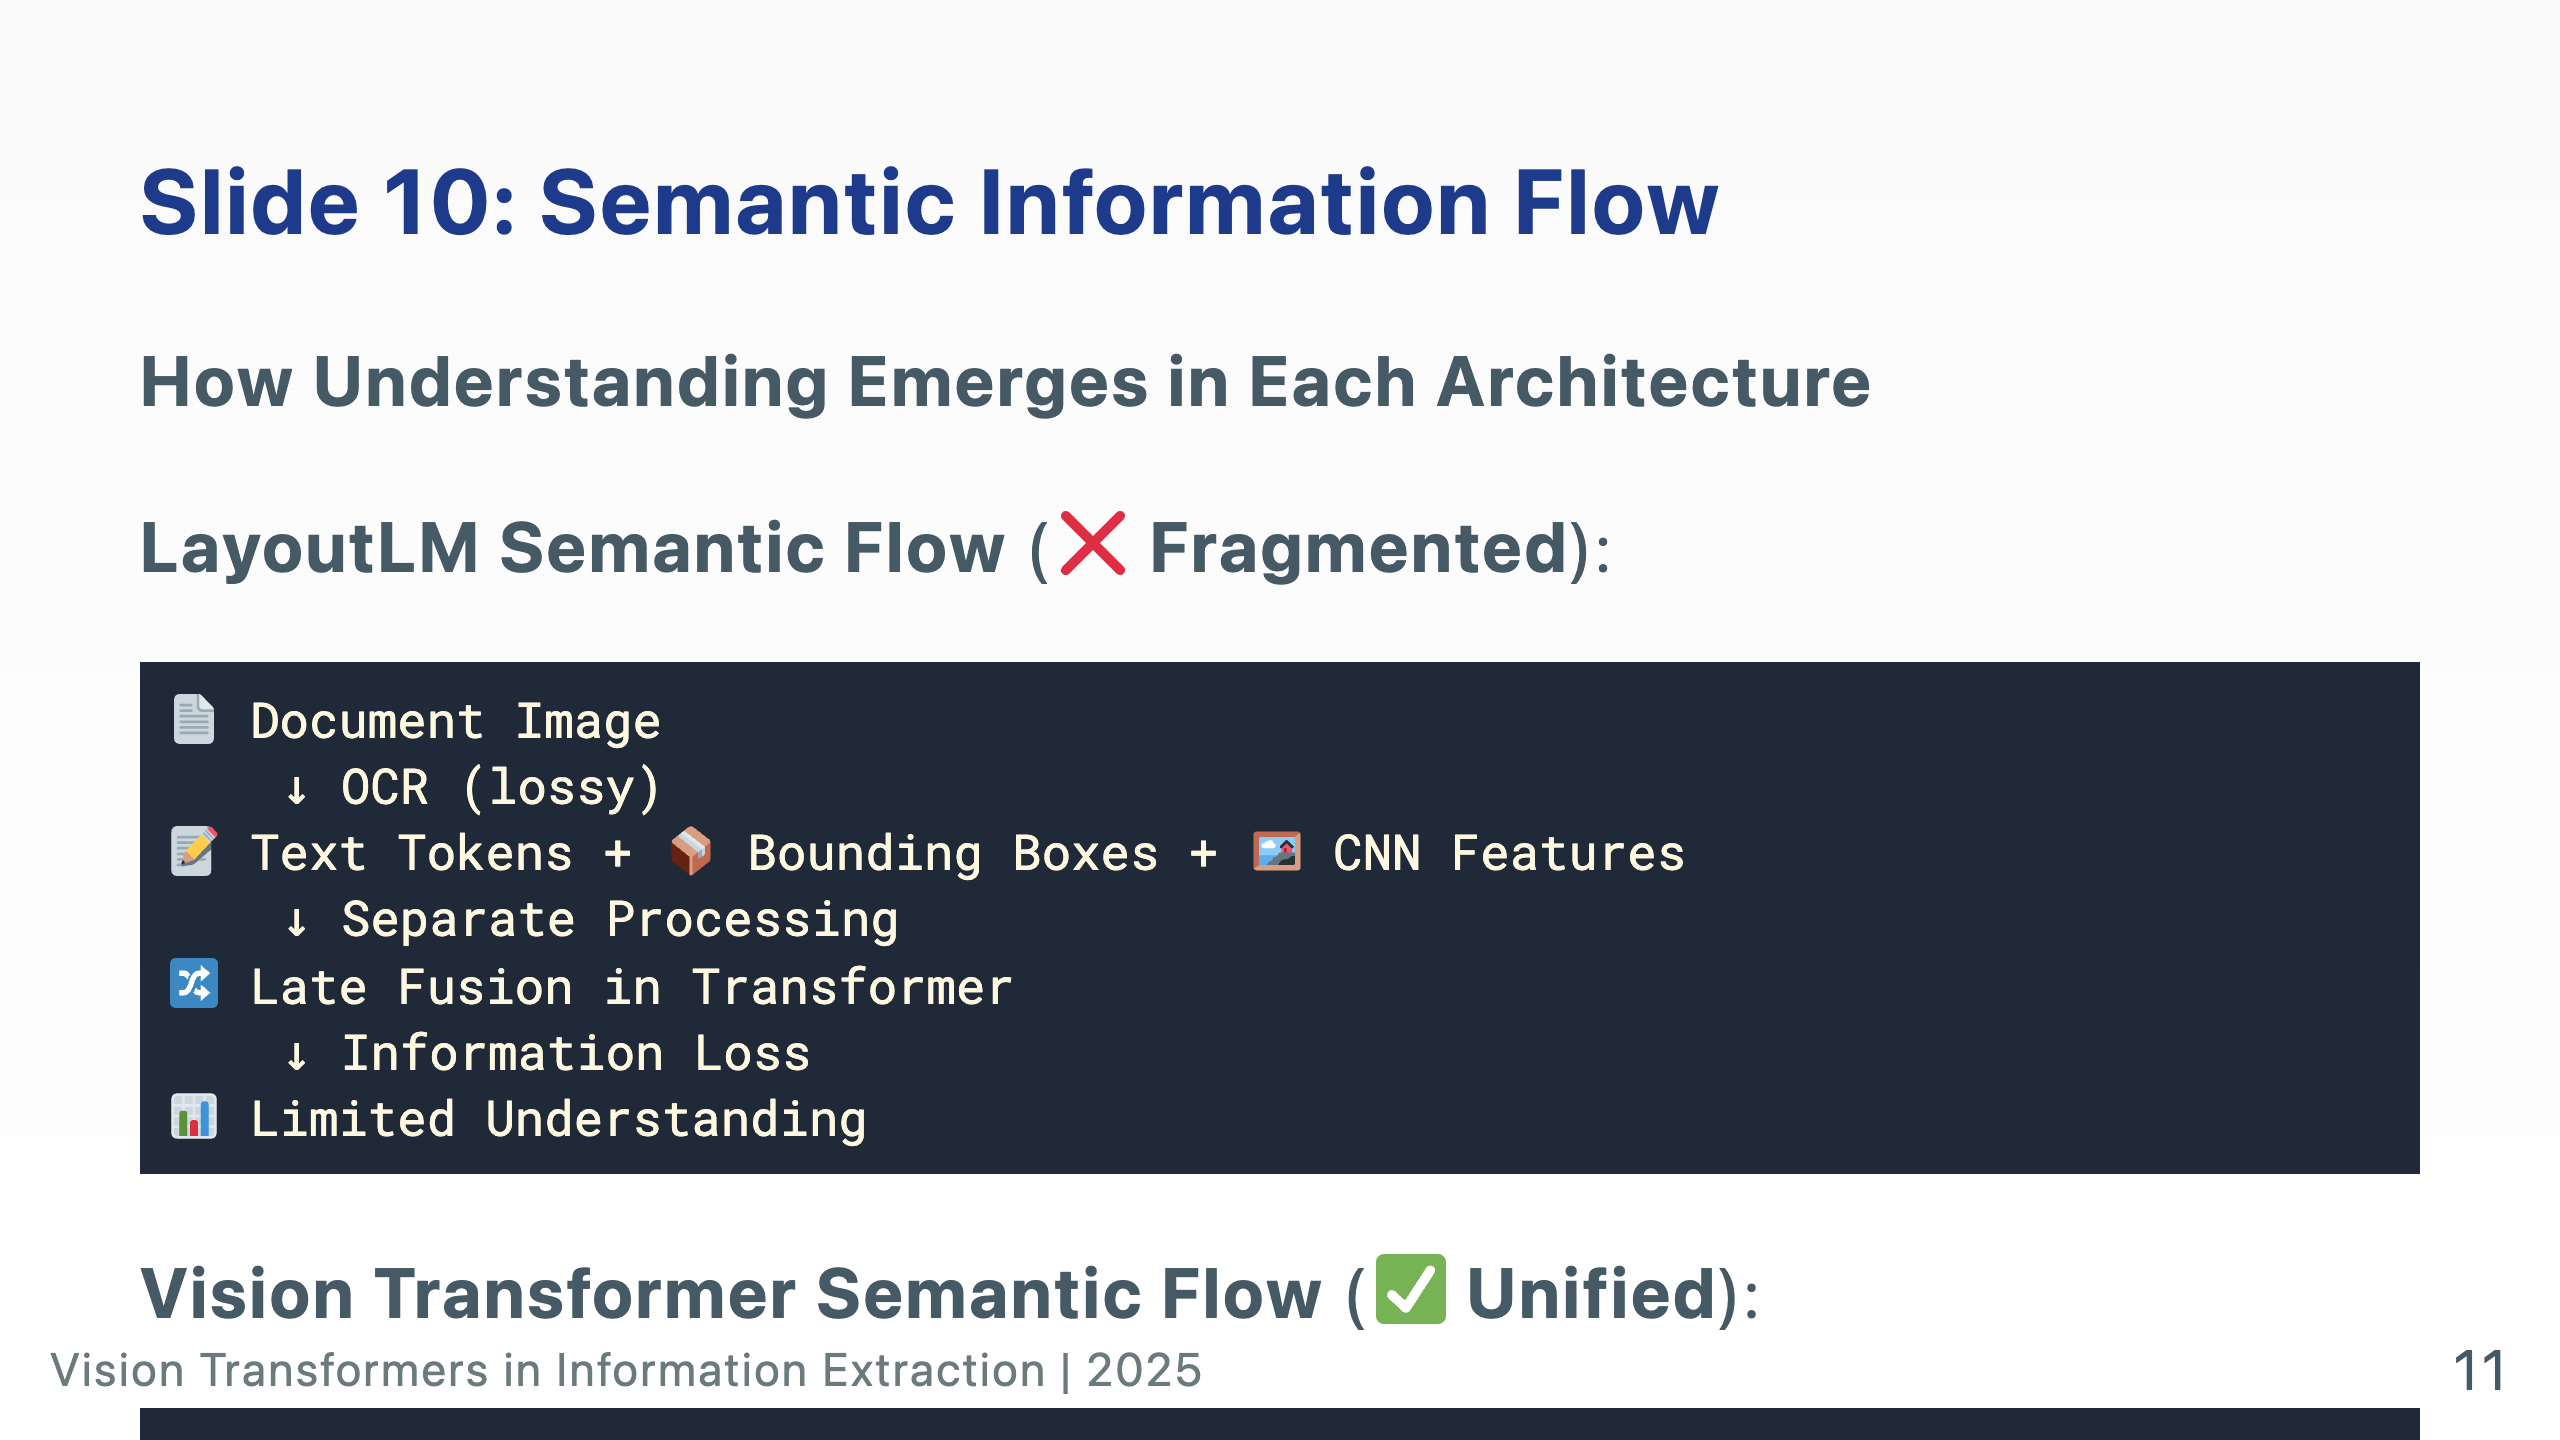 Slide 10: Semantic Information Flow
How Understanding Emerges in Each Architecture
LayoutLM Semantic Flow (❌ Fragmented):
📄 Document Image
↓ OCR (lossy)
📝 Text Tokens + 📦 Bounding Boxes + 🖼️ CNN Features
↓ Separate Processing
🔀 Late Fusion in Transformer
↓ Information Loss
📊 Limited Understanding
Vision Transformer Semantic Flow (✅ Unified):
Vision Transformers in Information Extraction | 2025
11